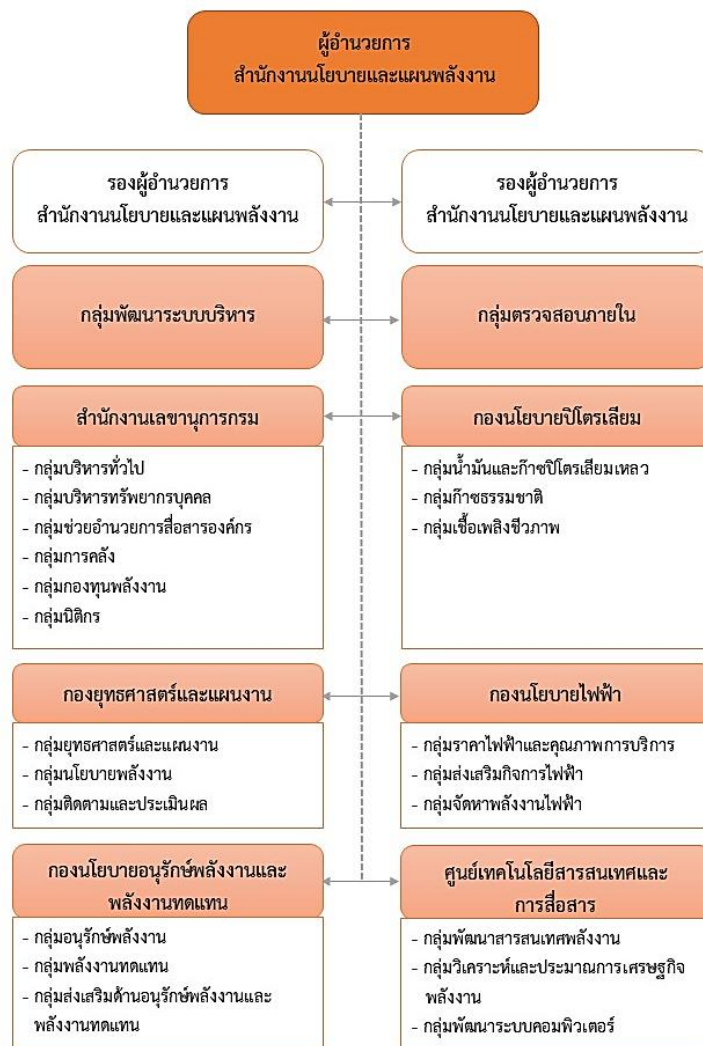 ผู้อำนวยการ
สำนักงานนโยบายและแผนพลังงาน
รองผู้อำนวยการ
สำนักงานนโยบายและแผนพลังงาน
รองผู้อำนวยการ
สำนักงานนโยบายและแผนพลังงาน
กลุ่มพัฒนาระบบบริหาร
กลุ่มตรวจสอบภายใน
สำนักงานเลขานุการกรม
- กลุ่มบริหารทั่วไป
- กลุ่มบริหารทรัพยากรบุคคล
- กลุ่มช่วยอำนวยการสื่อสารองค์กร
- กลุ่มการคลัง
- กลุ่มกองทุนพลังงาน
- กลุ่มนิติกร
กองนโยบายปิโตรเลียม
- กลุ่มน้ำมันและก๊าซปิโตรเลียมเหลว
- กลุ่มก๊าซธรรมชาติ
- กลุ่มเชื้อเพลิงชีวภาพ
กองยุทธศาสตร์และแผนงาน
- กลุ่มยุทธศาสตร์และแผนงาน
- กลุ่มนโยบายพลังงาน
- กลุ่มติดตามและประเมินผล
กองนโยบายไฟฟ้า
- กลุ่มราคาไฟฟ้าและคุณภาพการบริการ
- กลุ่มส่งเสริมกิจการไฟฟ้า
- กลุ่มจัดหาพลังงานไฟฟ้า
กองนโยบายอนุรักษ์พลังงานและ
พลังงานทดแทน
- กลุ่มอนุรักษ์พลังงาน
- กลุ่มพลังงานทดแทน
- กลุ่มส่งเสริมด้านอนุรักษ์พลังงานและ
พลังงานทดแทน
ศูนย์เทคโนโลยีสารสนเทศและ
การสื่อสาร
- กลุ่มพัฒนาสารสนเทศพลังงาน
- กลุ่มวิเคราะห์และประมาณการเศรษฐกิจ
พลังงาน
- กลุ่มพัฒนาระบบคอมพิวเตอร์